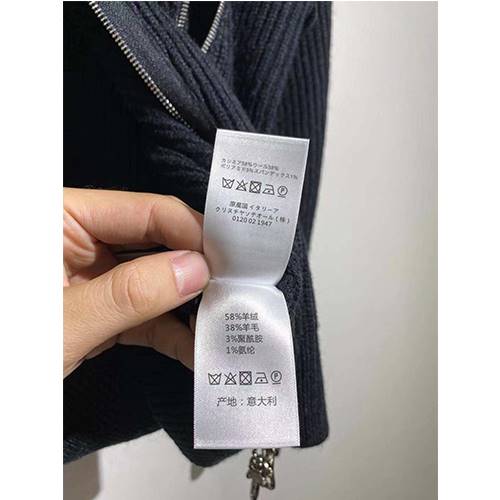 カシミア58%ウール38%
ポリアミド3%スパンデックス1%
原産国 イタリーア
クリスチャンデオール（株）
0120 02 1947
58%羊绒
38%羊毛
3%聚酰胺
1%氨纶
产地：意大利